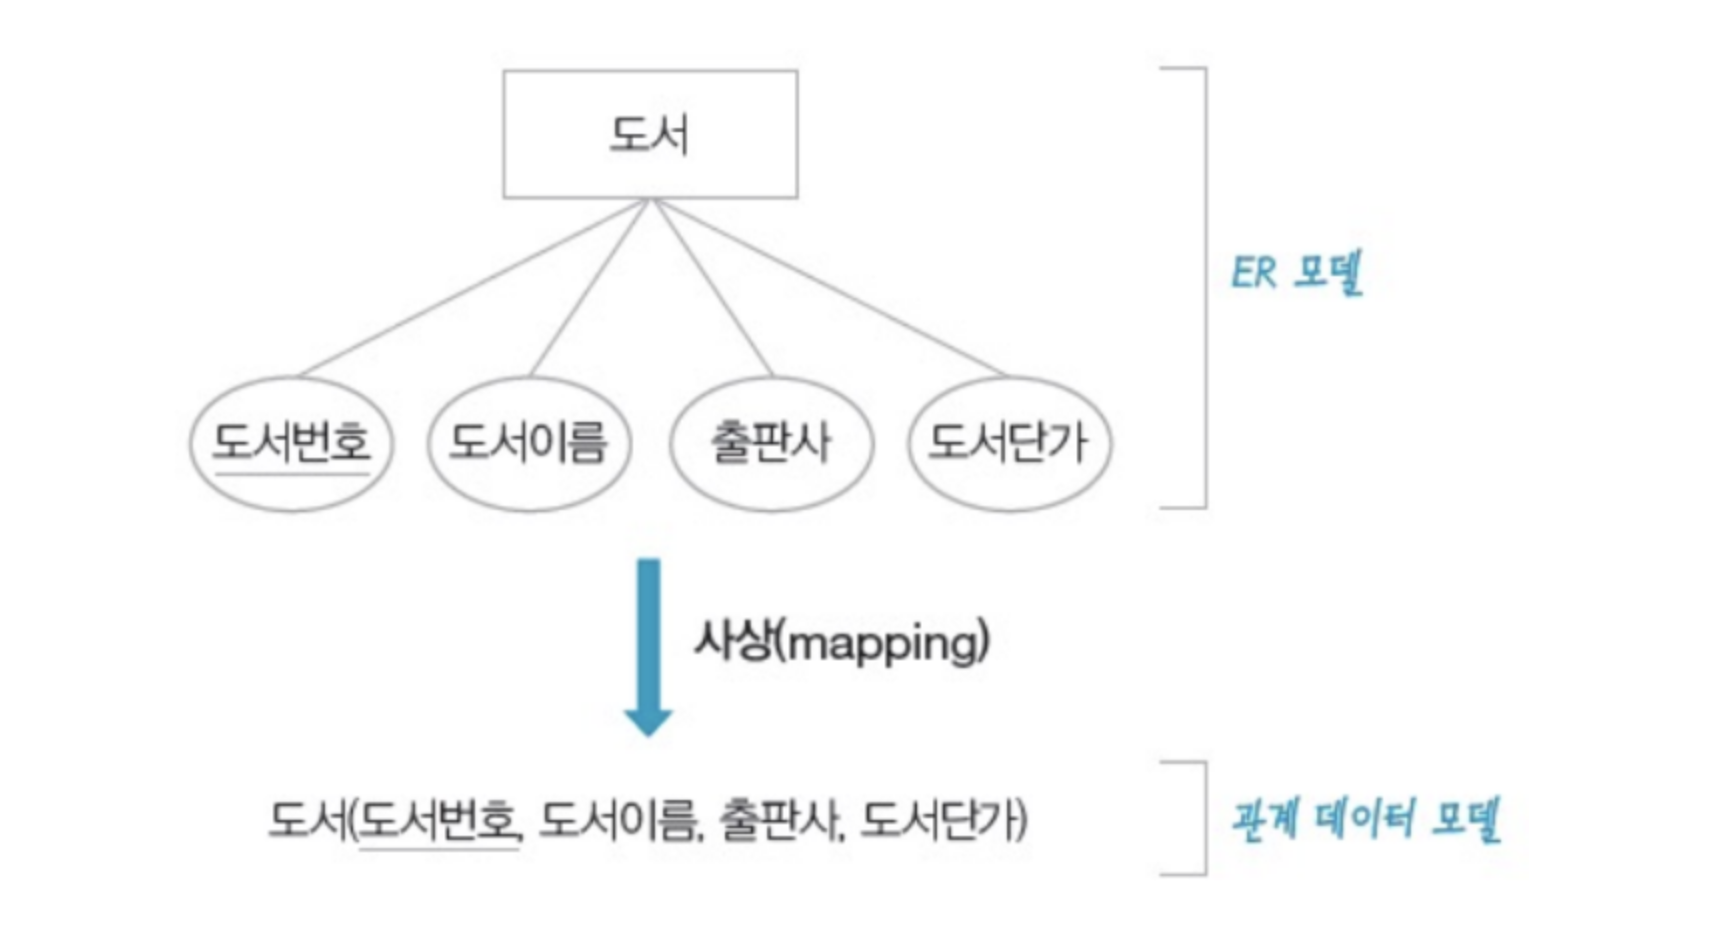 도서
ER 모델
도서번호 도서이름 출판사 도서단가
사상(mapping)
도서(도서번호, 도서이름, 출판사, 도서단가)
관계 데이터 모델